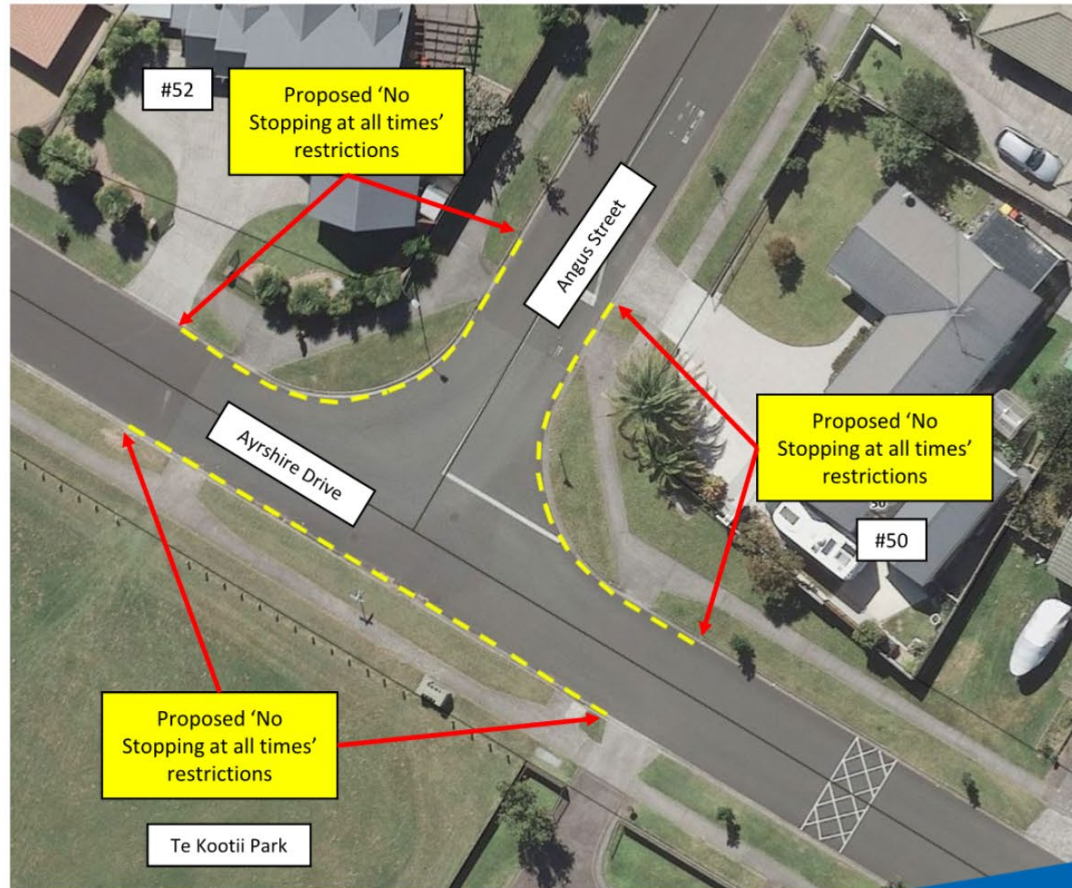 #52
Proposed ‘No
Stopping at all times’
restrictions
Angus Street
Ayrshire Drive
Proposed ‘No
Stopping at all times’
restrictions
50
#50
Proposed ‘No
Stopping at all times’
restrictions
Te Kootii Park